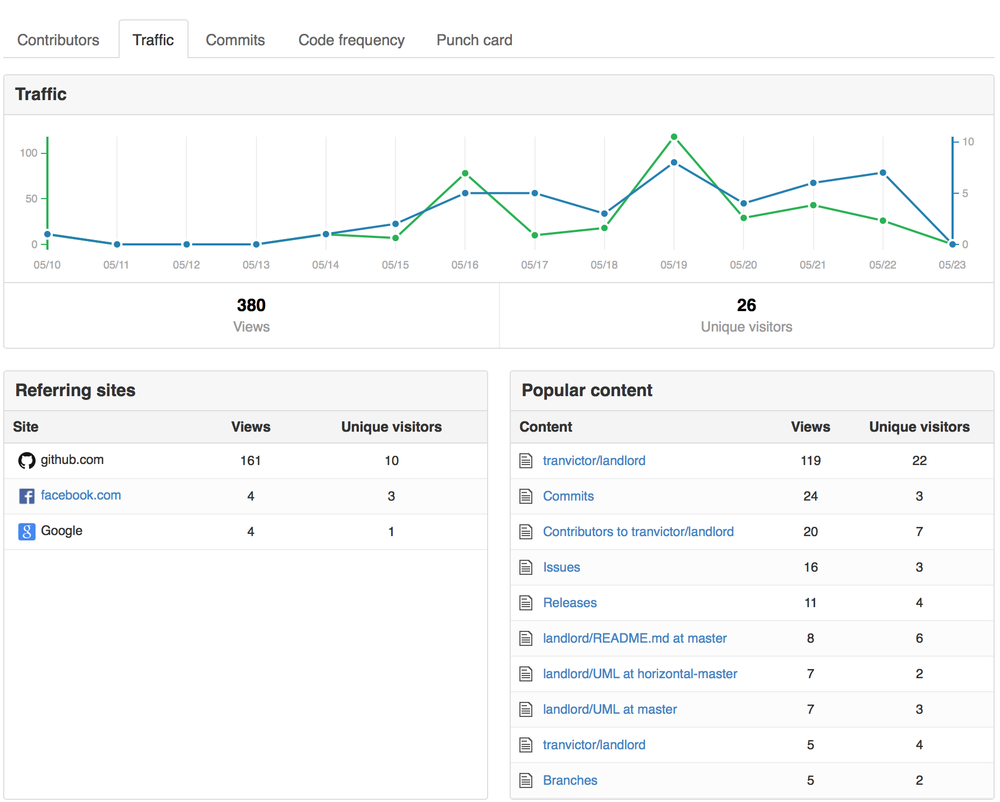 Contributors Traffic Commits Code frequency Punch card
Traffic
100 10
50 5
0 0
05/10 05/11 05/12 05/13 05/14 05/15 05/16 05/17 05/18 05/19 05/20 05/21 05/22 05/23
380 26
Views Unique visitors
Referring sites
Site Views Unique visitors
github.com 161 10
facebook.com 4 3
Google 4 1
Popular content
Content Views Unique visitors
tranvictor/landlord 119 22
Commits 24 3
Contributors to tranvictor/landlord 20 7
Issues 16 3
Releases 11 4
landlord/README.md at master 8 6
landlord/UML at horizontal-master 7 2
landlord/UML at master 7 3
tranvictor/landlord 5 4
Branches 5 2